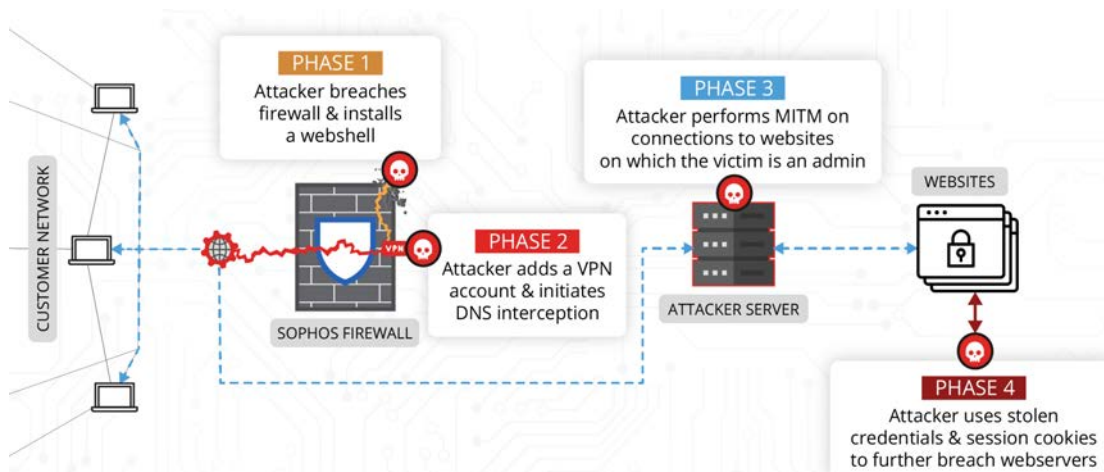 PHASE 1
Attacker breaches
firewall & installs
a webshell
PHASE 3
Attacker performs MITM on
connections to websites
on which the victim is an admin
CUSTOMER NETWORK
VPN
SOPHOS FIREWALL
PHASE 2
Attacker adds a VPN
account & initiates
DNS interception
ATTACKER SERVER
WEBSITES
PHASE 4
Attacker uses stolen
credentials & session cookies
to further breach webservers